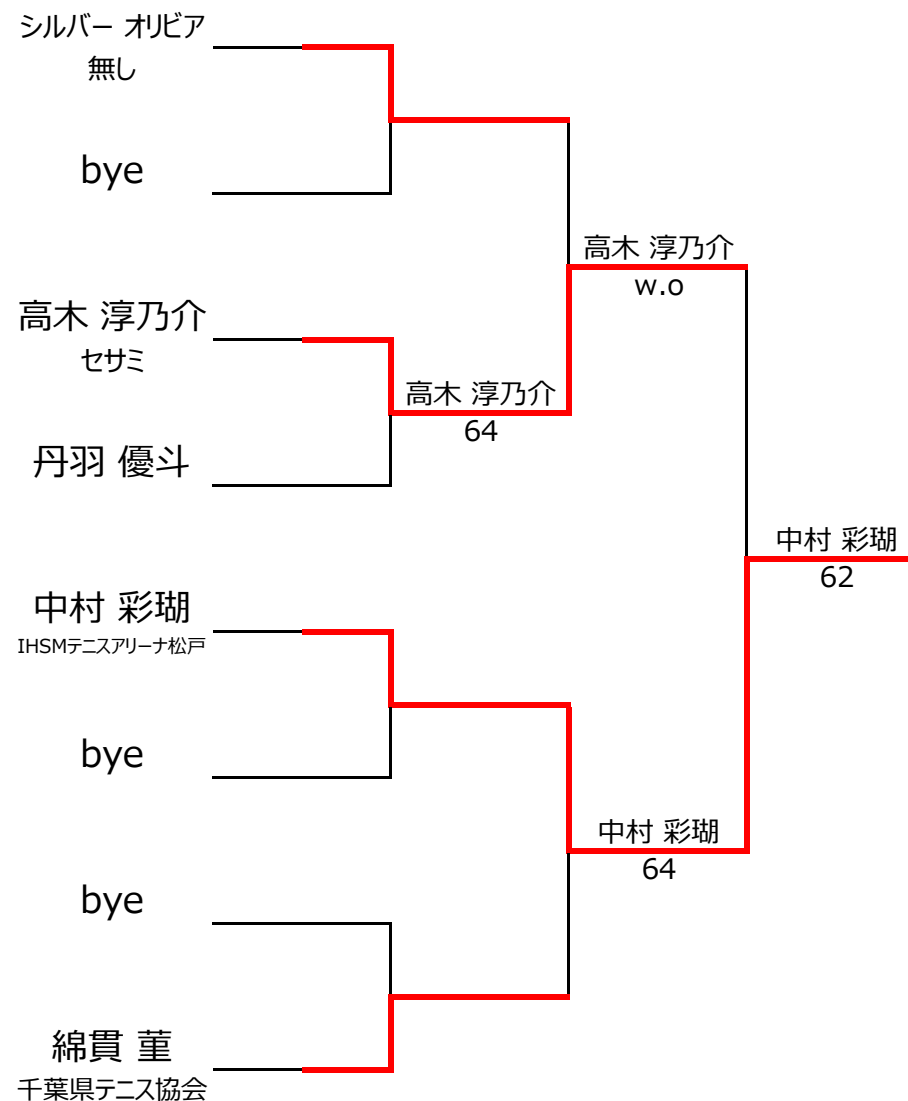 シルバー オリビア
無し
bye
高木 淳乃介
w.o
高木 淳乃介
セサミ
高木 淳乃介
64
丹羽 優斗
中村 彩瑚
62
中村 彩瑚
IHSMテニスアリーナ松戸
bye
中村 彩瑚
64
bye
綿貫 菫
千葉県テニス協会